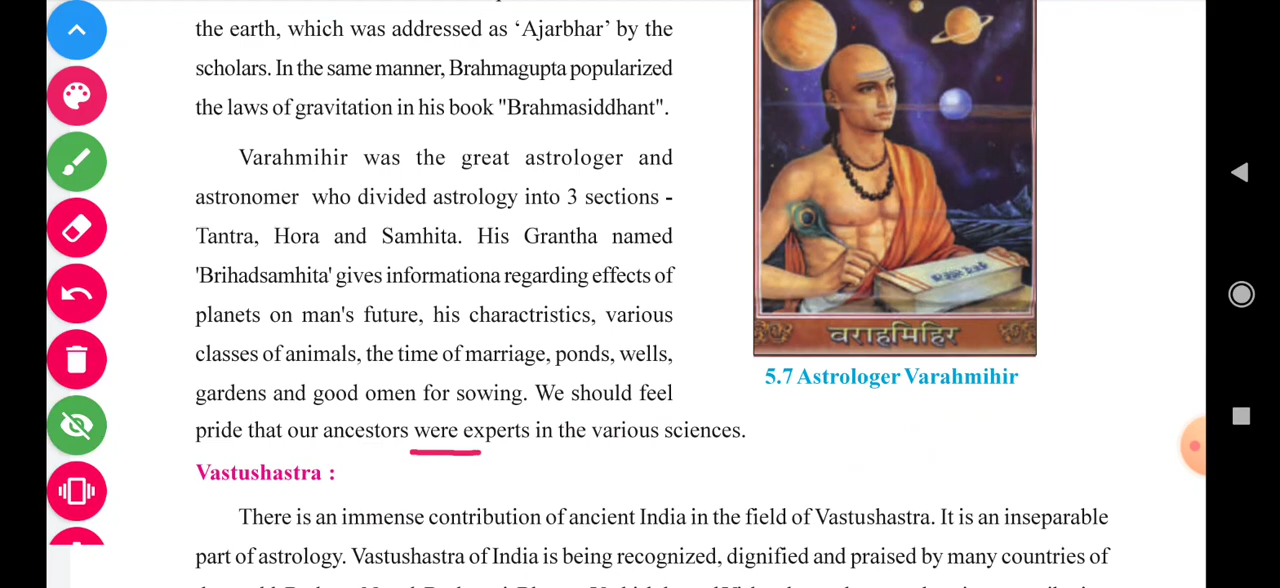 the earth, which was addressed as ‘Ajarbhar’ by the
scholars. In the same manner, Brahmagupta popularized
the laws of gravitation in his book "Brahmasiddhant".
Varahmihir was the great astrologer and
astronomer who divided astrology into 3 sections -
Tantra, Hora and Samhita. His Grantha named
'Brihadsamhita' gives informationa regarding effects of
planets on man's future, his charactristics, various
classes of animals, the time of marriage, ponds, wells,
gardens and good omen for sowing. We should feel
pride that our ancestors were experts in the various sciences.
वराहमिहिर
5.7 Astrologer Varahmihir
Vastushastra :
There is an immense contribution of ancient India in the field of Vastushastra. It is an inseparable
part of astrology. Vastushastra of India is being recognized, dignified and praised by many countries of